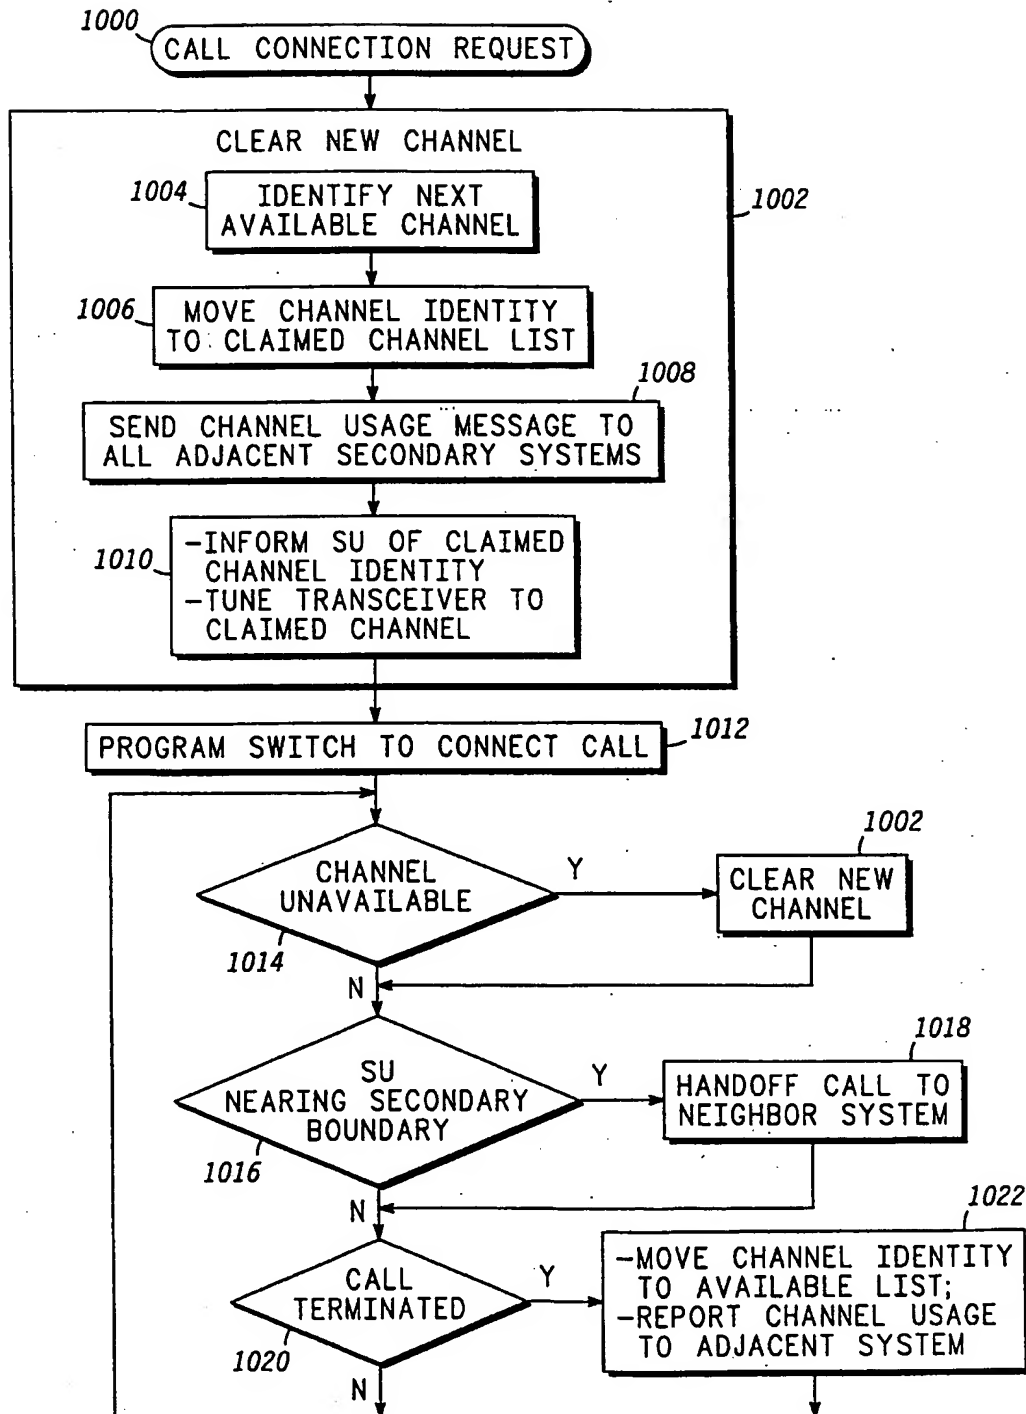 1000
CALL CONNECTION REQUEST
CLEAR NEW CHANNEL
1004
IDENTIFY NEXT
AVAILABLE CHANNEL
1002
1006
MOVE CHANNEL IDENTITY
TO CLAIMED CHANNEL LIST
1008
SEND CHANNEL USAGE MESSAGE TO
ALL ADJACENT SECONDARY SYSTEMS
1010
-INFORM SU OF CLAIMED
CHANNEL IDENTITY
-TUNE TRANSCEIVER TO
CLAIMED CHANNEL
PROGRAM SWITCH TO CONNECT CALL
1012
CHANNEL
UNAVAILABLE
1014
Y
1002
CLEAR NEW
CHANNEL
N
SU
NEARING SECONDARY
BOUNDARY
1016
Y
1018
HANDOFF CALL TO
NEIGHBOR SYSTEM
N
CALL
TERMINATED
1020
Y
1022
-MOVE CHANNEL IDENTITY
TO AVAILABLE LIST;
-REPORT CHANNEL USAGE
TO ADJACENT SYSTEM
N